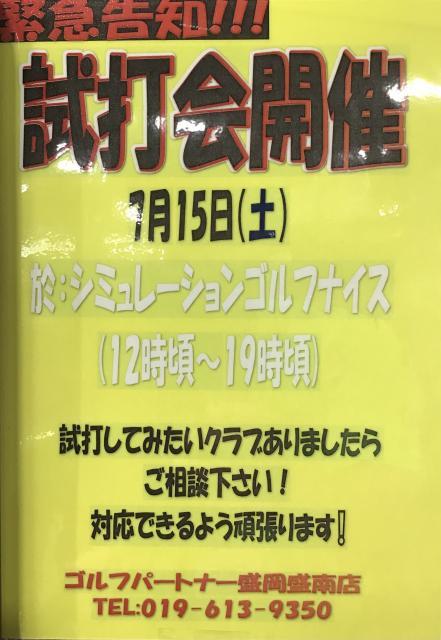 緊急告知!!!
試打会開催
7月15日(土)
於:シミュレーションゴルフナイス
(12時頃～19時頃)
試打してみたいクラブありましたら
ご相談下さい!
対応できるよう頑張ります!
ゴルフパートナー盛岡盛南店
TEL:019-613-9350